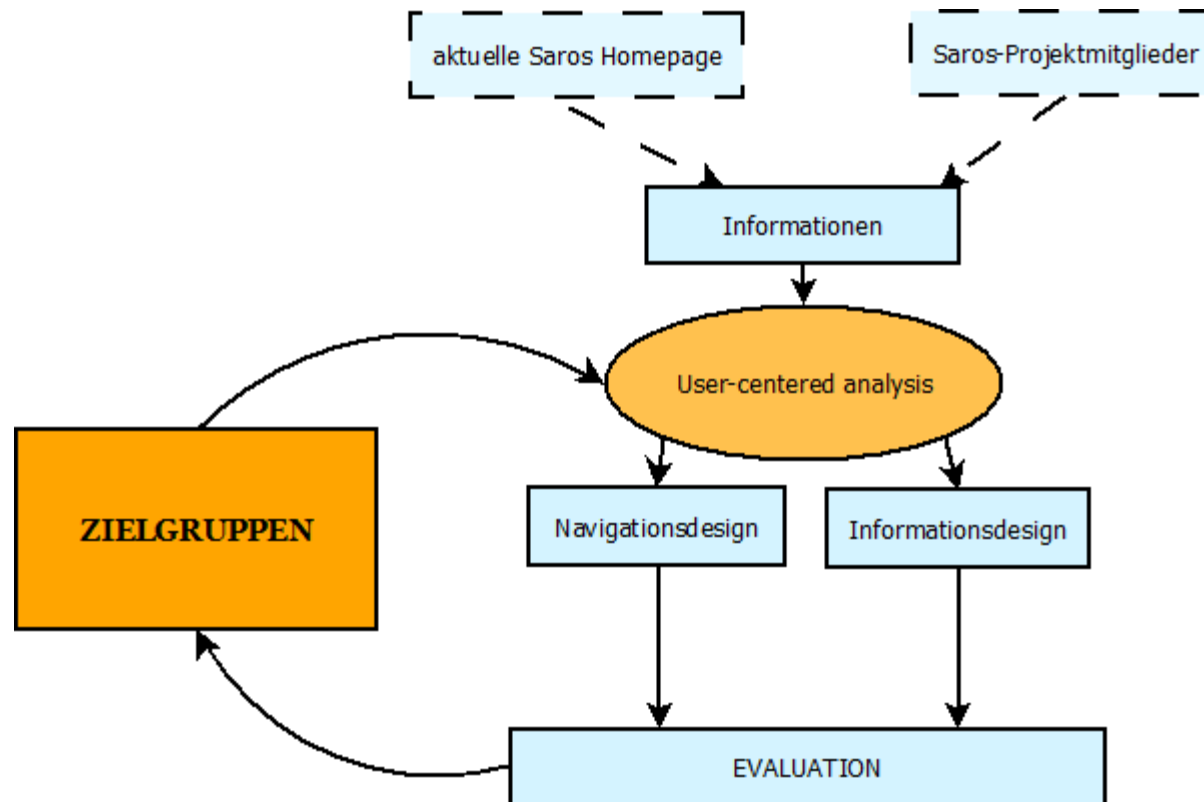 aktuelle Saros Homepage
Saros-Projektmitglieder
Informationen
User-centered analysis
ZIELGRUPPEN
Navigationsdesign
Informationsdesign
EVALUATION